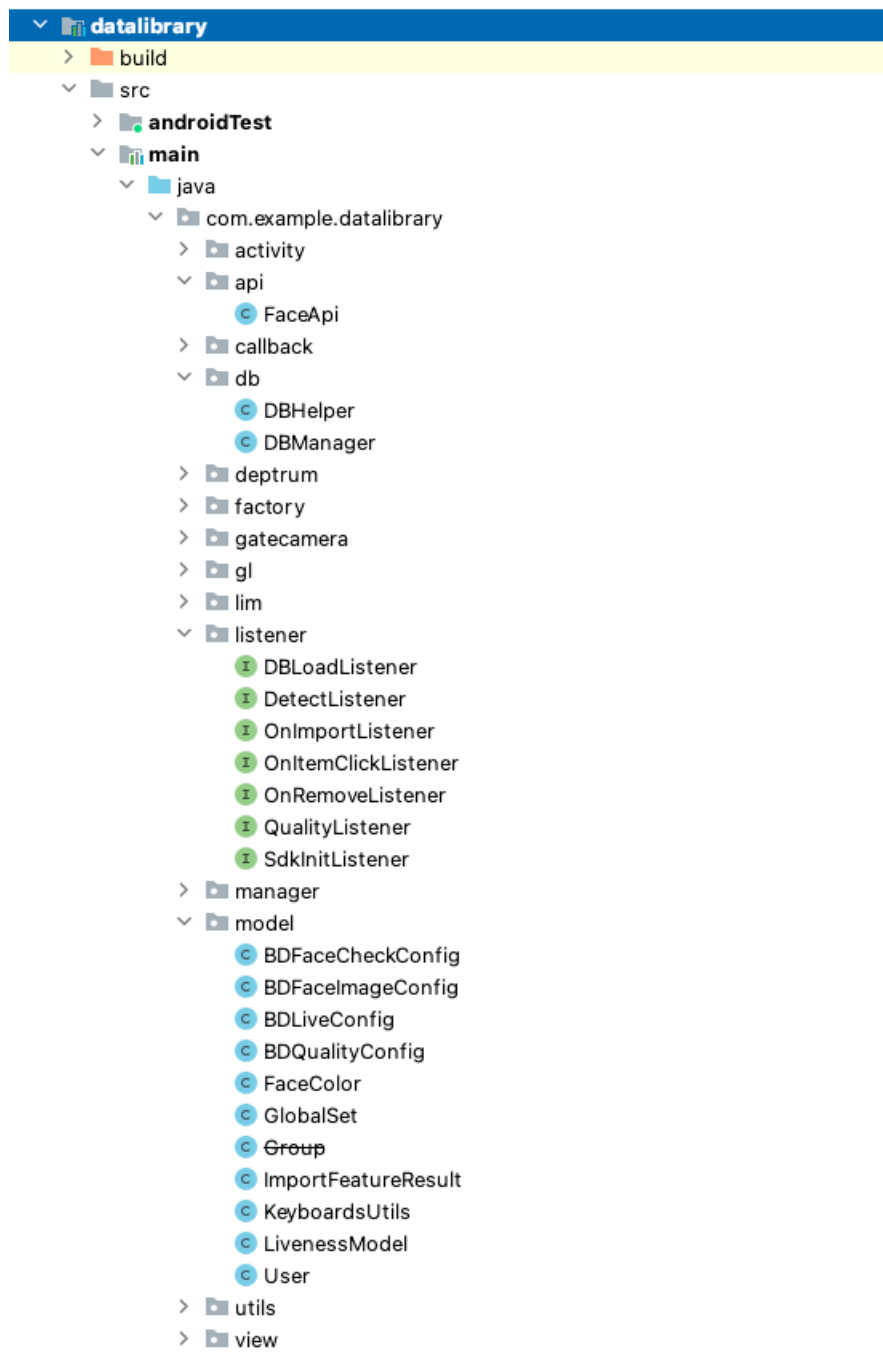 datalibrary
build
src
androidTest
main
java
com.example.datalibrary
activity
api
C FaceApi
callback
db
C DBHelper
C DBManager
deptrum
factory
gatecamera
gl
lim
listener
I DBLoadListener
I DetectListener
I OnImportListener
I OnItemClickListener
I OnRemoveListener
I QualityListener
I SdkInitListener
manager
model
C BDFaceCheckConfig
C BDFaceImageConfig
C BDLiveConfig
C BDQualityConfig
C FaceColor
C GlobalSet
C Group
C ImportFeatureResult
C KeyboardsUtils
C LivenessModel
C User
utils
view